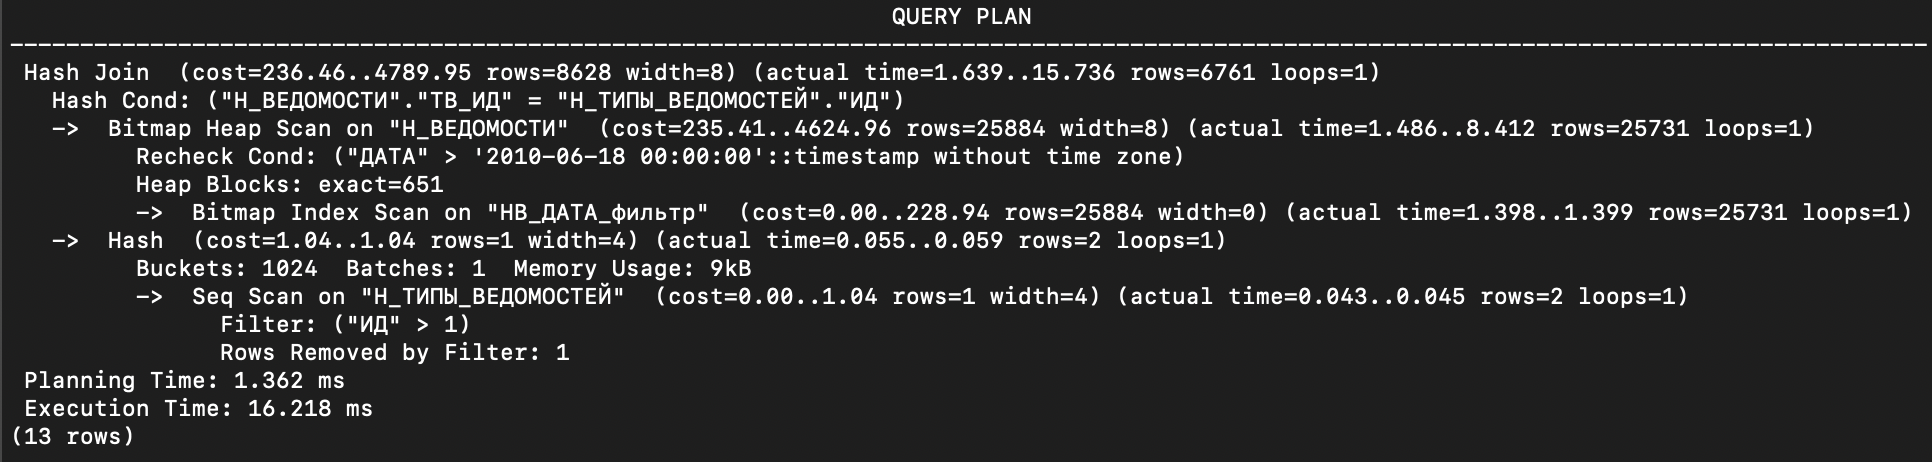 QUERY PLAN
------------------------------------------------------------------------------------------------------------------------------------------
Hash Join  (cost=236.46..4789.95 rows=8628 width=8) (actual time=1.639..15.736 rows=6761 loops=1)
  Hash Cond: ("Н_ВЕДОМОСТИ"."ТВ_ИД" = "Н_ТИПЫ_ВЕДОМОСТЕЙ"."ИД")
  ->  Bitmap Heap Scan on "Н_ВЕДОМОСТИ"  (cost=235.41..4624.96 rows=25884 width=8) (actual time=1.486..8.412 rows=25731 loops=1)
        Recheck Cond: ("ДАТА" > '2010-06-18 00:00:00'::timestamp without time zone)
        Heap Blocks: exact=651
        ->  Bitmap Index Scan on "НВ_ДАТА_фильтр"  (cost=0.00..228.94 rows=25884 width=0) (actual time=1.398..1.399 rows=25731 loops=1)
  ->  Hash  (cost=1.04..1.04 rows=1 width=4) (actual time=0.055..0.059 rows=2 loops=1)
        Buckets: 1024  Batches: 1  Memory Usage: 9kB
        ->  Seq Scan on "Н_ТИПЫ_ВЕДОМОСТЕЙ"  (cost=0.00..1.04 rows=1 width=4) (actual time=0.043..0.045 rows=2 loops=1)
              Filter: ("ИД" > 1)
              Rows Removed by Filter: 1
Planning Time: 1.362 ms
Execution Time: 16.218 ms
(13 rows)